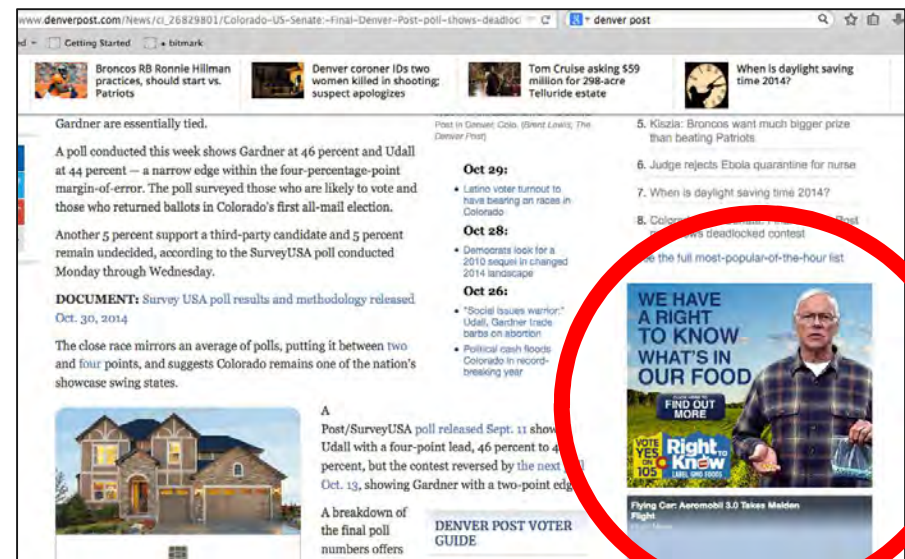 www.denverpost.com/News/ci_26829801/Colorado-US-Senate:-Final-Denver-Post-poll-shows-deadloc
denver post
Getting Started
bitmark
Broncos RB Ronnie Hillman
practices, should start vs.
Patriots
Denver coroner IDs two
women killed in shooting;
suspect apologizes
Tom Cruise asking $59
million for 298-acre
Telluride estate
When is daylight saving
time 2014?
Gardner are essentially tied.
A poll conducted this week shows Gardner at 46 percent and Udall
at 44 percent — a narrow edge within the four-percentage-point
margin-of-error. The poll surveyed those who are likely to vote and
those who returned ballots in Colorado's first all-mail election.
Another 5 percent support a third-party candidate and 5 percent
remain undecided, according to the SurveyUSA poll conducted
Monday through Wednesday.
DOCUMENT: Survey USA poll results and methodology released
Oct. 30, 2014
The close race mirrors an average of polls, putting it between two
and four points, and suggests Colorado remains one of the nation's
showcase swing states.
A
Post/SurveyUSA poll released Sept. 11
Udall with a four-point lead, 46 percent to
percent, but the contest reversed by the next
Oct. 13, showing Gardner with a two-point
A breakdown of
the final poll
numbers offers
DENVER POST VOTER
GUIDE
Post in Denver, Colo. (Brent Lewis, The
Denver Post)
Oct 29:
• Latino voter turnout to
have bearing on races in
Colorado
Oct 28:
• Democrats look for a
2010 sequel in changed
2014 landscape
Oct 26:
• "Social issues warrior:"
Udall, Gardner trade
barbs on abortion
• Political cash floods
Colorado in record-
breaking year
5. Kiszla: Broncos want much bigger prize
than beating Patriots
6. Judge rejects Ebola quarantine for nurse
7. When is daylight saving time 2014?
8.
deadlocked contest
the full most-popular-of-the-hour list
WE HAVE
A RIGHT
TO KNOW
WHAT'S IN
OUR FOOD
CLICK HERE TO
FIND OUT
MORE
VOTE
YES
ON
105
Right to
Know
LABEL GMO FOODS
Flying Car: Aeromobil 3.0 Takes Maiden
Flight